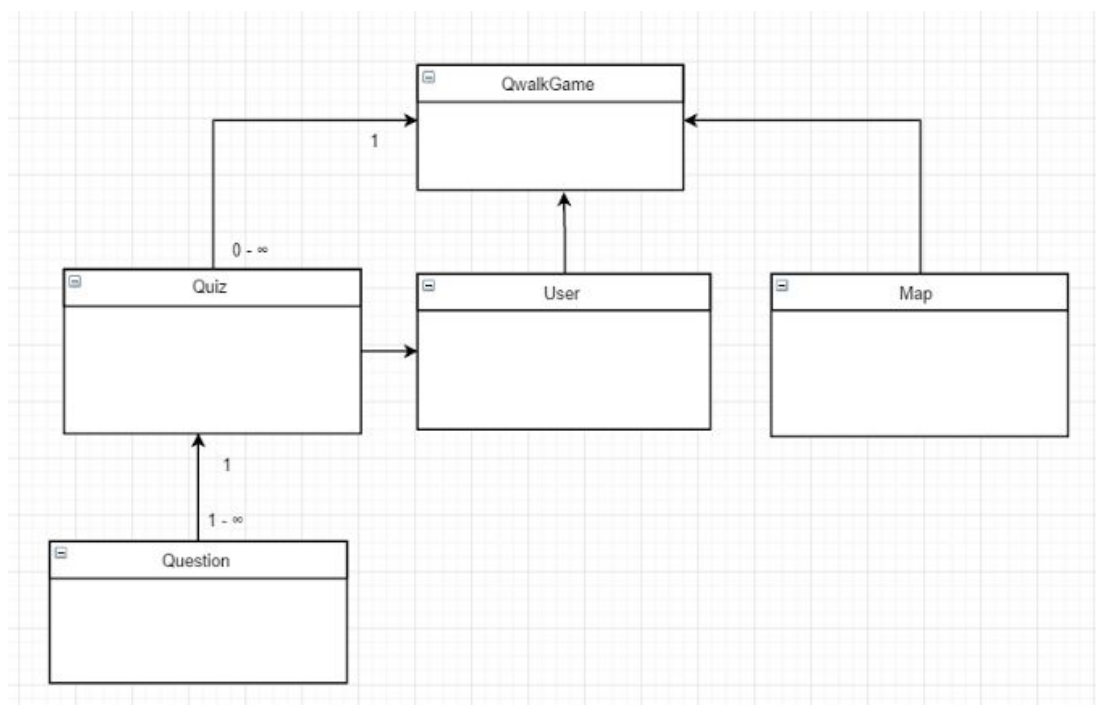 QwalkGame
1
0 - ∞
Quiz
User
Map
1
1 - ∞
Question